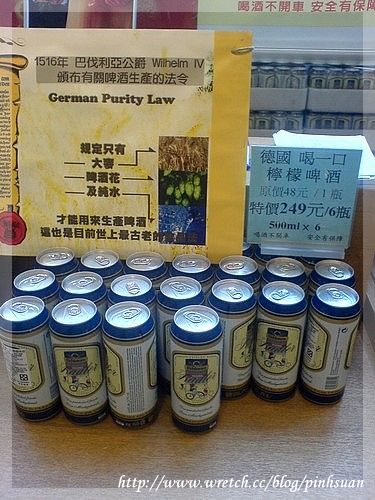 喝酒不開車 安全有保障
1516年 巴伐利亞公爵 Wilhelm IV
頒布有關啤酒生產的法令
German Purity Law
規定只有
大麥
啤酒花
及純水
才能用來生產啤酒
這也是目前世上最古老的
德國 喝一口
檸檬啤酒
原價48元/1瓶
特價249元/6瓶
500ml × 6
喝酒不開車 安全有保障
http://www.wretch.cc/blog/pinhsuan